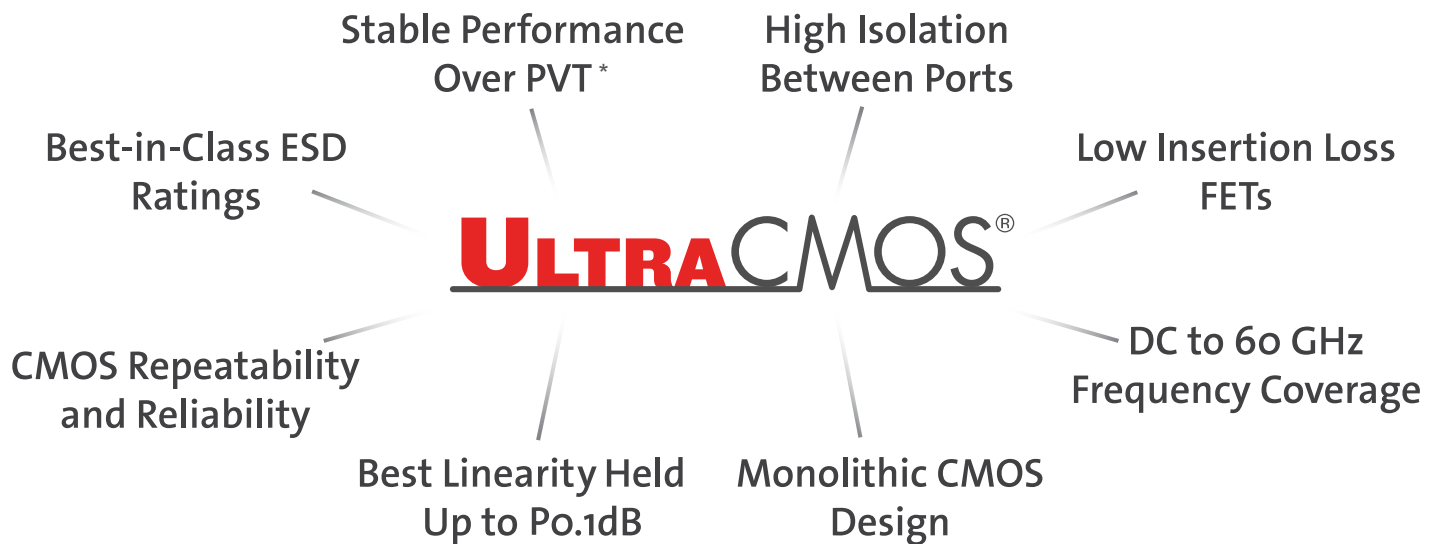 Stable Performance
Over PVT *
High Isolation
Between Ports
Best-in-Class ESD
Ratings
Low Insertion Loss
FETs
ULTRACMOS®
CMOS Repeatability
and Reliability
DC to 60 GHz
Frequency Coverage
Best Linearity Held
Up to P0.1dB
Monolithic CMOS
Design